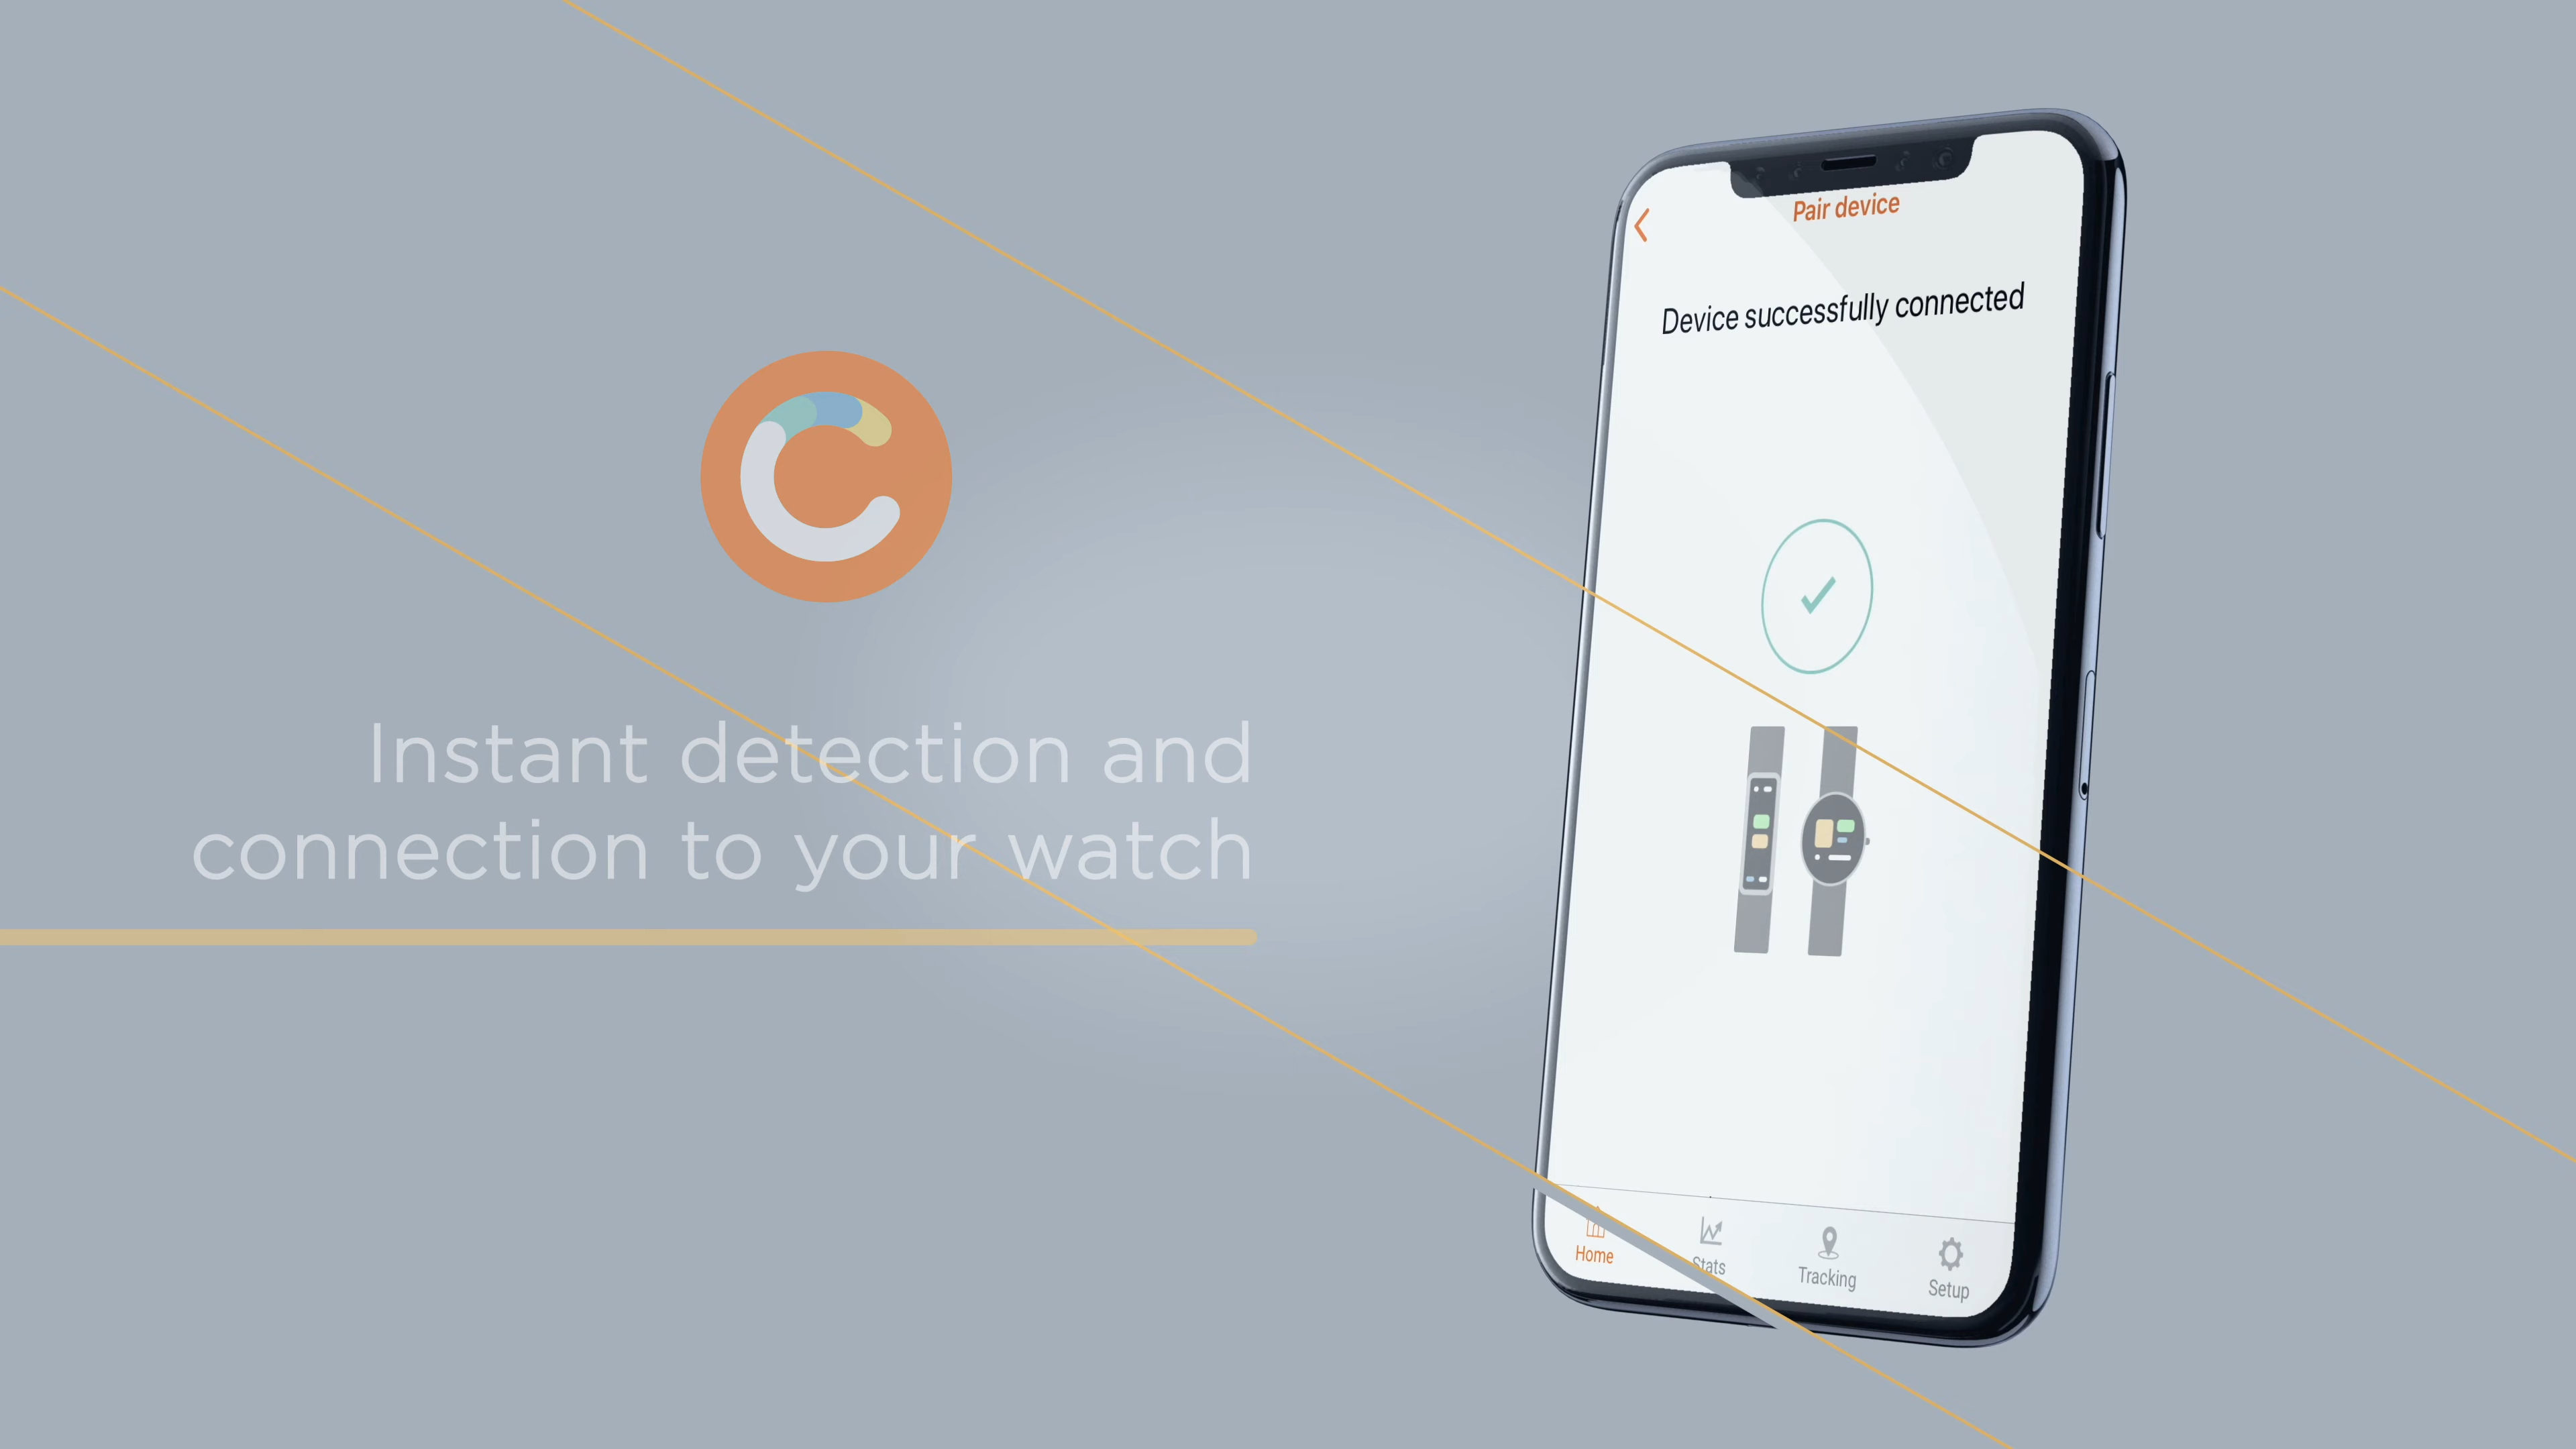 Instant detection and
connection to your watch
Pair device
Device successfully connected
Home
Stats
Tracking
Setup